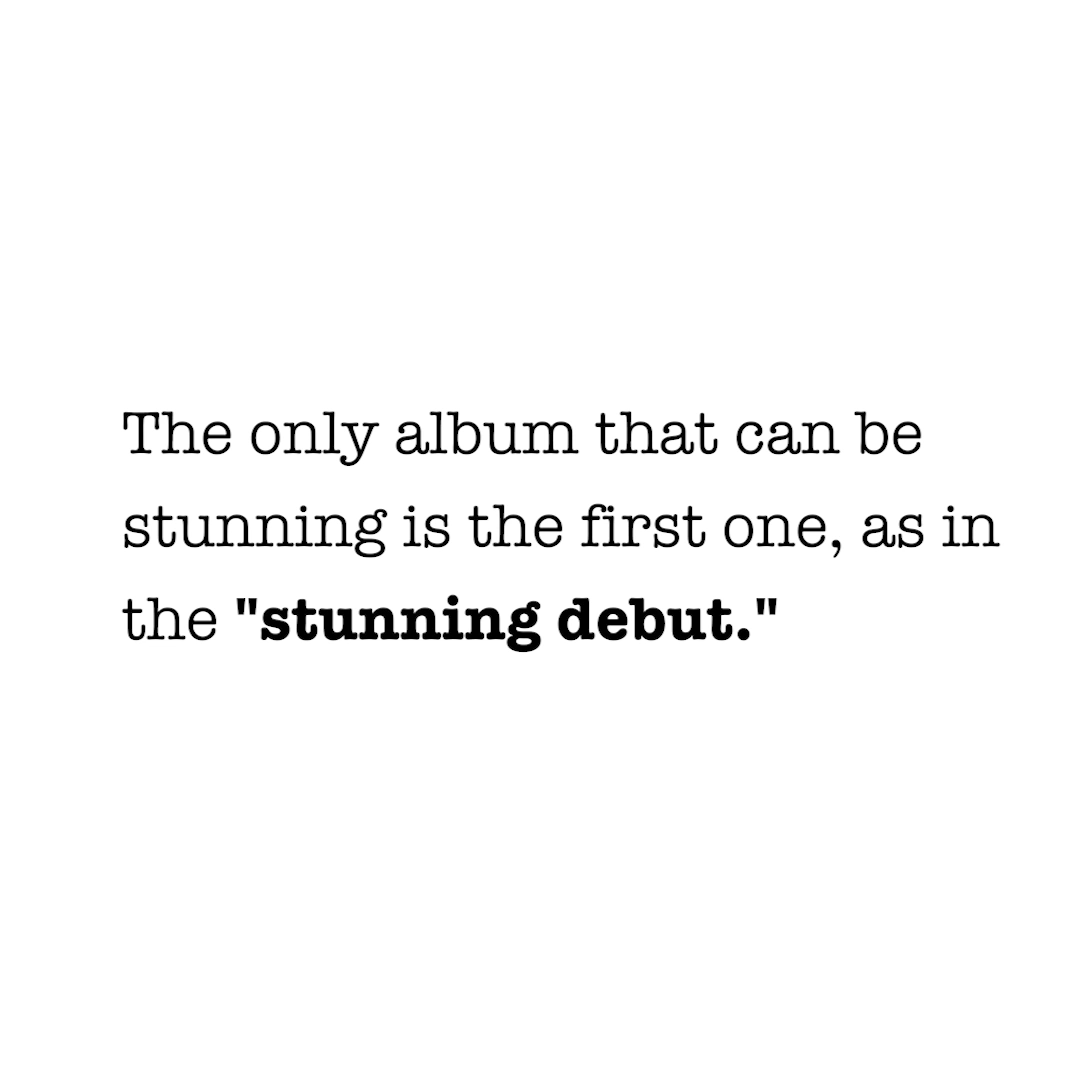 The only album that can be
stunning is the first one, as in
the "stunning debut."